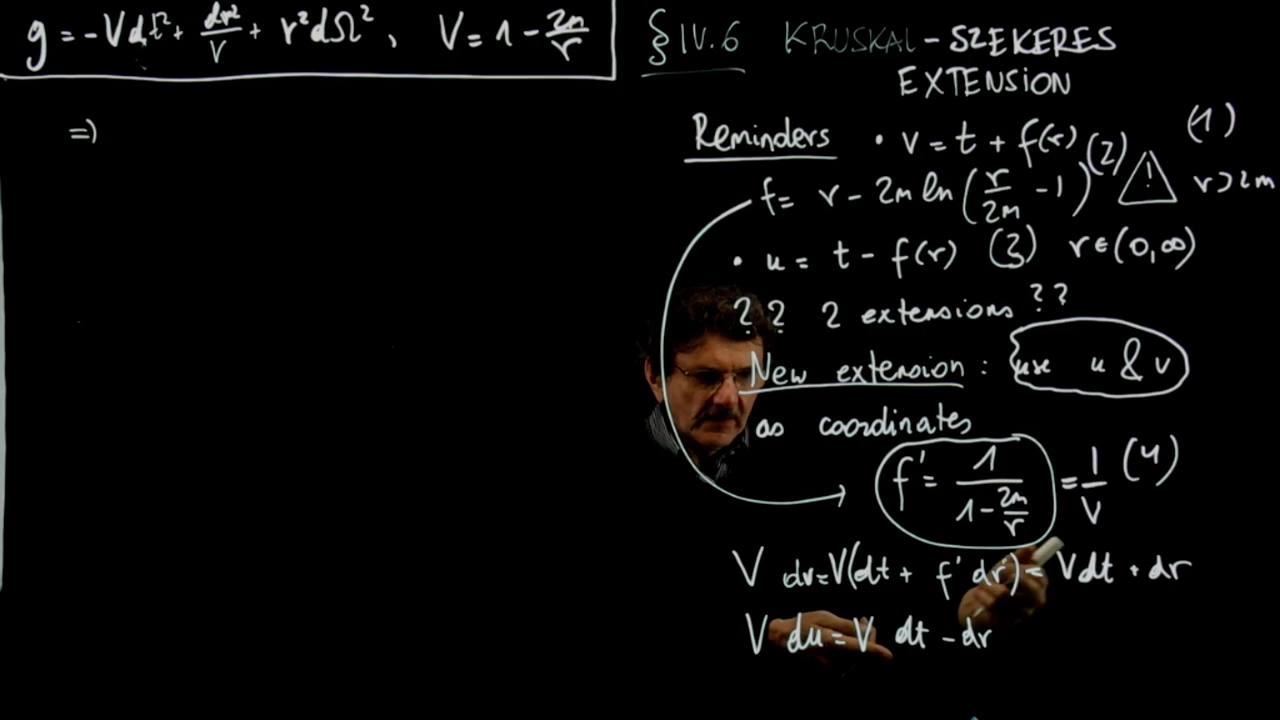 g = -Vdt² + dr²/V + r²dΩ², V = 1 - 2m/r
⇒
§ IV.6 KRUSKAL-SZEKERES
EXTENSION
Reminders • v = t + f(r) (1)
f = r - 2m ln(r/2m - 1) (2) ! r>2m
• u = t - f(r) (3) r∈(0,∞)
?? 2 extensions ??
New extension: use u & v
as coordinates
f' = 1/(1 - 2m/r) = 1/V (4)
V dv = V(dt + f' dr) = Vdt + dr
V du = V dt - dr